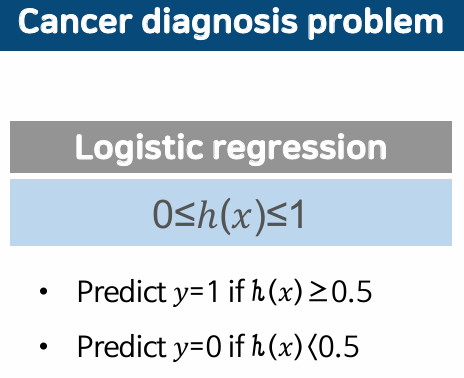 Cancer diagnosis problem
Logistic regression
0≤h(x)≤1
• Predict y=1 if h(x) ≥0.5
• Predict y=0 if h(x)⟨0.5